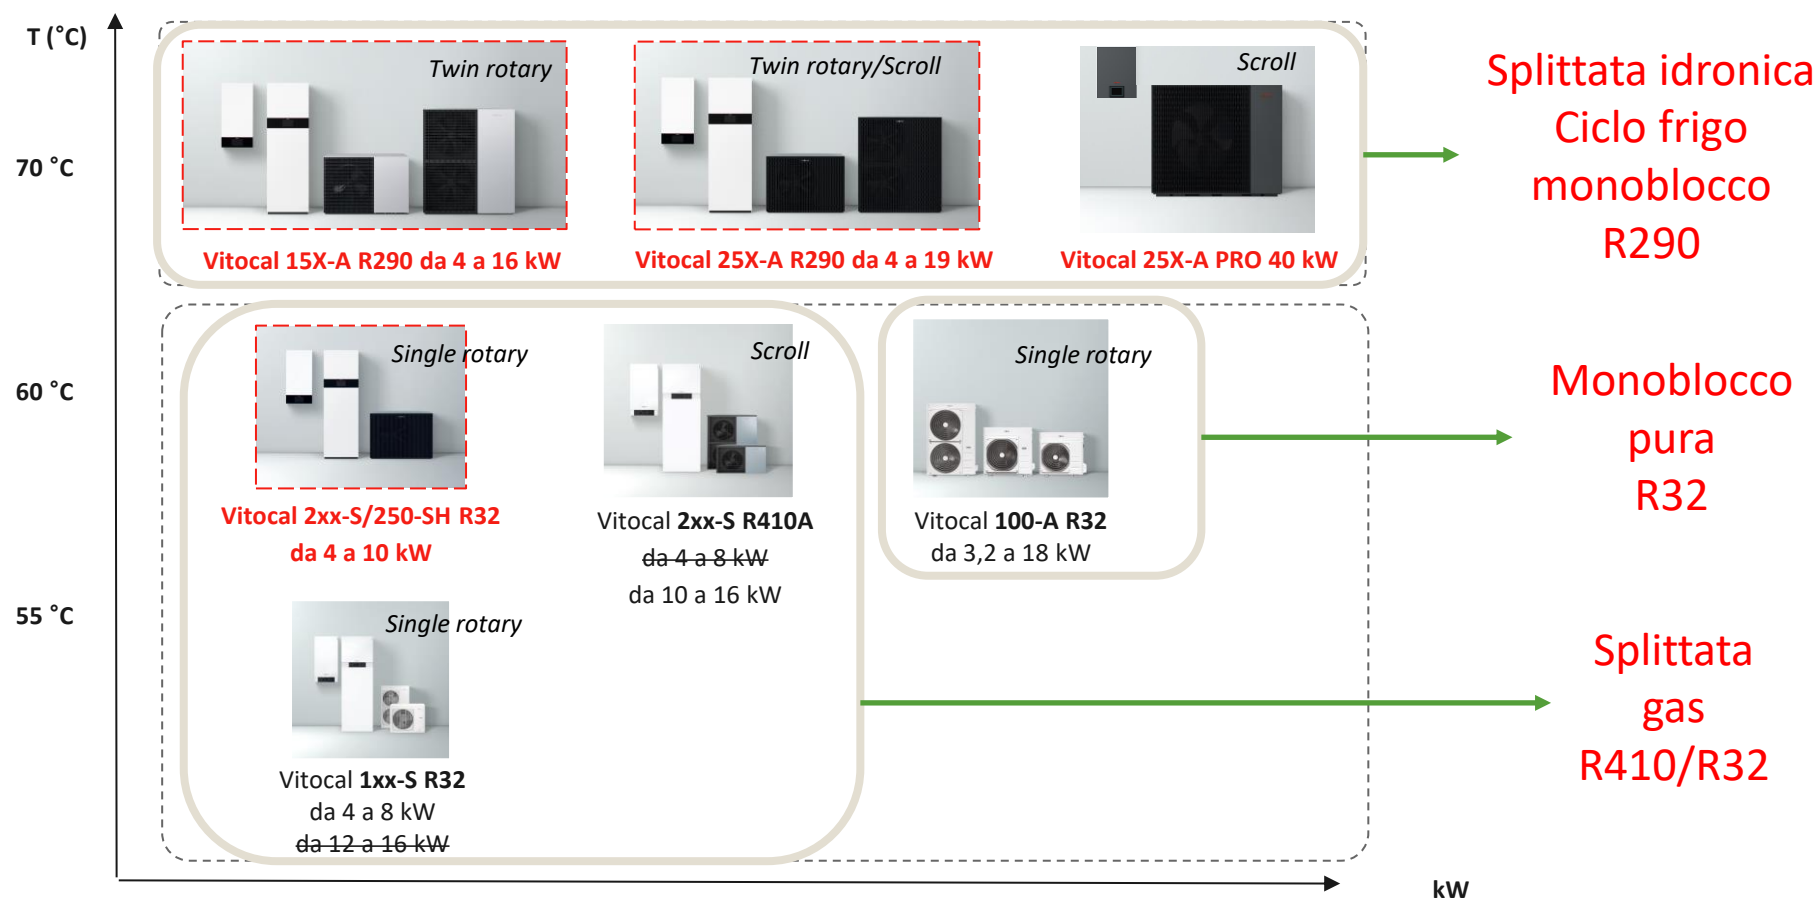 T (°C)
Twin rotary
Twin rotary/Scroll
Scroll
Splittata idronica
Ciclo frigo
monoblocco
R290
70 °C
Vitocal 15X-A R290 da 4 a 16 kW
Vitocal 25X-A R290 da 4 a 19 kW
Vitocal 25X-A PRO 40 kW
Single rotary
Scroll
Single rotary
60 °C
Monoblocco
pura
R32
Vitocal 2xx-S/250-SH R32
da 4 a 10 kW
Vitocal 2xx-S R410A
da 4 a 8 kW
da 10 a 16 kW
Vitocal 100-A R32
da 3,2 a 18 kW
55 °C
Single rotary
Splittata
gas
R410/R32
Vitocal 1xx-S R32
da 4 a 8 kW
da 12 a 16 kW
kW